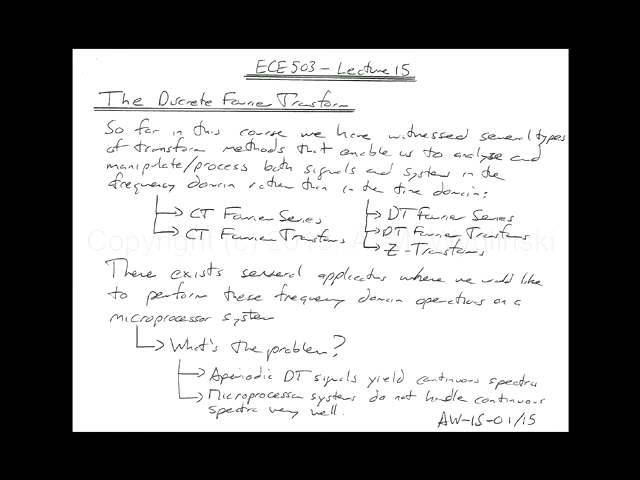 ECE503 - Lecture 15
The Discrete Fourier Transform
So far in this course we have witnessed several types
of transform methods that enable us to analyze and
manipulate/process both signals and systems in the
frequency domain rather than in the time domain:
CT Fourier Series
CT Fourier Transforms
DT Fourier Series
DT Fourier Transforms
Z-Transforms
Copyright (c)
There exists several applications where we would like
to perform these frequency domain operations on a
microprocessor system
What's the problem?
Aperiodic DT signals yield continuous spectra
Microprocessor systems do not handle continuous
spectra very well.
AW-15-01/15